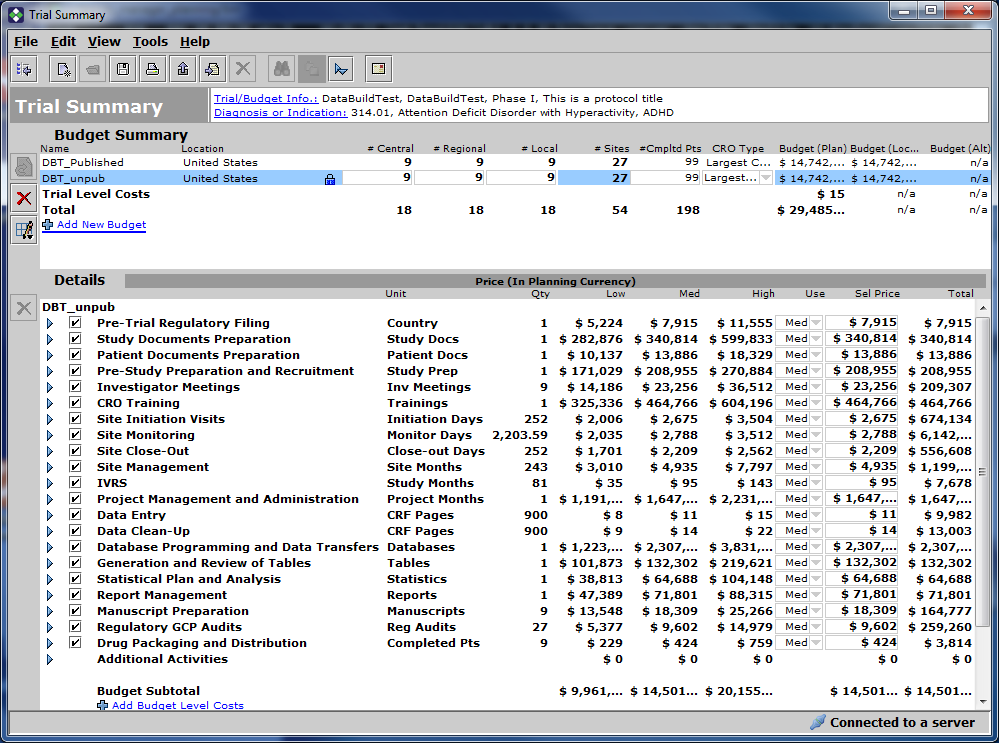 Trial Summary
File Edit View Tools Help
Trial Summary
Trial/Budget Info.: DataBuildTest, DataBuildTest, Phase I, This is a protocol title
Diagnosis or Indication: 314.01, Attention Deficit Disorder with Hyperactivity, ADHD
Budget Summary
Name Location # Central # Regional # Local # Sites #Cmpltd Pts CRO Type Budget (Plan) Budget (Loc... Budget (Alt)
DBT_Published United States 9 9 9 27 99 Largest C... $ 14,742,... $ 14,742,... n/a
DBT_unpub United States 9 9 9 27 99 Largest... $ 14,742,... $ 14,742,... n/a
Trial Level Costs $ 15 n/a n/a
Total 18 18 18 54 198 $ 29,485... n/a n/a
Add New Budget
Details Price (In Planning Currency)
Unit Qty Low Med High Use Sel Price Total
DBT_unpub
Pre-Trial Regulatory Filing Country 1 $ 5,224 $ 7,915 $ 11,555 Med $ 7,915 $ 7,915
Study Documents Preparation Study Docs 1 $ 282,876 $ 340,814 $ 599,833 Med $ 340,814 $ 340,814
Patient Documents Preparation Patient Docs 1 $ 10,137 $ 13,886 $ 18,329 Med $ 13,886 $ 13,886
Pre-Study Preparation and Recruitment Study Prep 1 $ 171,029 $ 208,955 $ 270,884 Med $ 208,955 $ 208,955
Investigator Meetings Inv Meetings 9 $ 14,186 $ 23,256 $ 36,512 Med $ 23,256 $ 209,307
CRO Training Trainings 1 $ 325,336 $ 464,766 $ 604,196 Med $ 464,766 $ 464,766
Site Initiation Visits Initiation Days 252 $ 2,006 $ 2,675 $ 3,504 Med $ 2,675 $ 674,134
Site Monitoring Monitor Days 2,203.59 $ 2,035 $ 2,788 $ 3,512 Med $ 2,788 $ 6,142,...
Site Close-Out Close-out Days 252 $ 1,701 $ 2,209 $ 2,562 Med $ 2,209 $ 556,608
Site Management Site Months 243 $ 3,010 $ 4,935 $ 7,797 Med $ 4,935 $ 1,199,...
IVRS Study Months 81 $ 35 $ 95 $ 143 Med $ 95 $ 7,678
Project Management and Administration Project Months 1 $ 1,191,... $ 1,647,... $ 2,231,... Med $ 1,647,... $ 1,647,...
Data Entry CRF Pages 900 $ 8 $ 11 $ 15 Med $ 11 $ 9,982
Data Clean-Up CRF Pages 900 $ 9 $ 14 $ 22 Med $ 14 $ 13,003
Database Programming and Data Transfers Databases 1 $ 1,223,... $ 2,307,... $ 3,831,... Med $ 2,307,... $ 2,307,...
Generation and Review of Tables Tables 1 $ 101,873 $ 132,302 $ 219,621 Med $ 132,302 $ 132,302
Statistical Plan and Analysis Statistics 1 $ 38,813 $ 64,688 $ 104,148 Med $ 64,688 $ 64,688
Report Management Reports 1 $ 47,389 $ 71,801 $ 88,315 Med $ 71,801 $ 71,801
Manuscript Preparation Manuscripts 9 $ 13,548 $ 18,309 $ 25,266 Med $ 18,309 $ 164,777
Regulatory GCP Audits Reg Audits 27 $ 5,377 $ 9,602 $ 14,979 Med $ 9,602 $ 259,260
Drug Packaging and Distribution Completed Pts 9 $ 229 $ 424 $ 759 Med $ 424 $ 3,814
Additional Activities $ 0 $ 0 $ 0 $ 0 $ 0
Budget Subtotal $ 9,961,... $ 14,501... $ 20,155... $ 14,501... $ 14,501...
Add Budget Level Costs
Connected to a server